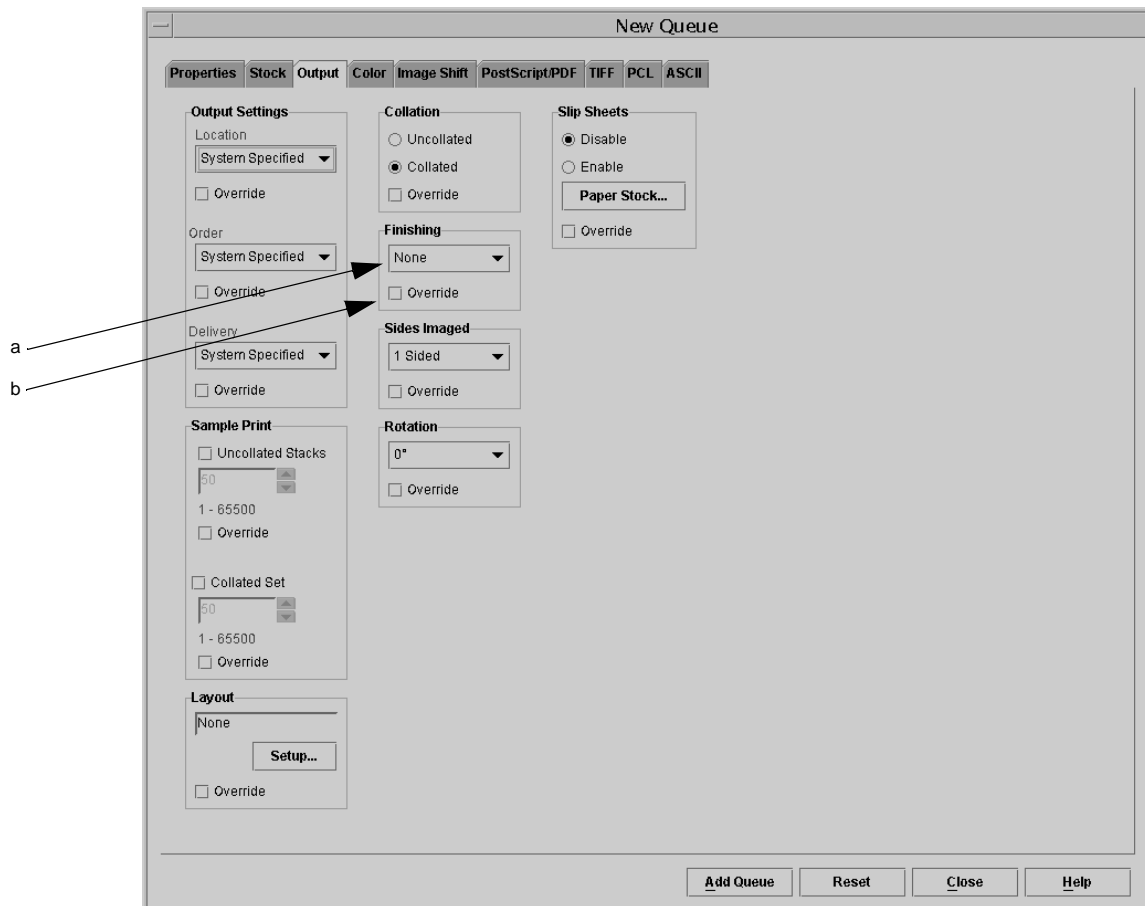 New Queue
Properties Stock Output Color Image Shift PostScript/PDF TIFF PCL ASCII
Output Settings
Location
System Specified
Override
Order
System Specified
Override
Delivery
System Specified
Override
Sample Print
Uncollated Stacks
50
1 - 65500
Override
Collated Set
50
1 - 65500
Override
Layout
None
Setup...
Override
Collation
Uncollated
Collated
Override
Finishing
None
Override
Sides Imaged
1 Sided
Override
Rotation
0°
Override
Slip Sheets
Disable
Enable
Paper Stock...
Override
a
b
Add Queue Reset Close Help